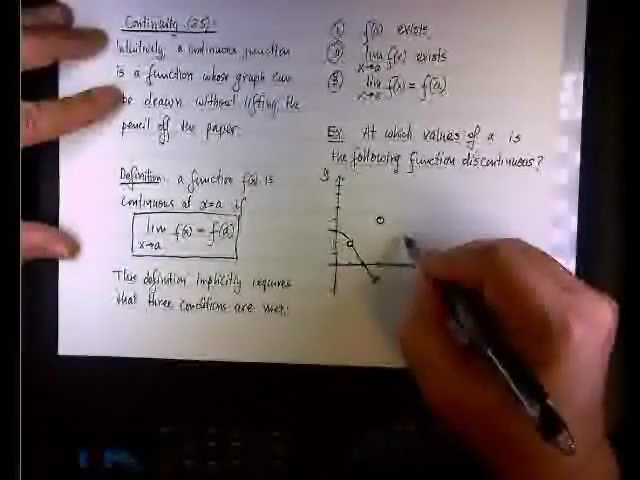 Continuity (2.5):
Intuitively, a continuous function
is a function whose graph can
be drawn without lifting the
pencil off the paper.
Definition: a function f(x) is
continuous at x=a if
lim f(x) = f(a)
x→a
This definition implicitly requires
that three conditions are met:
① f(a) exists.
② lim f(x) exists
x→a
③ lim f(x) = f(a)
x→a
Ex: At which values of x is
the following function discontinuous?
y